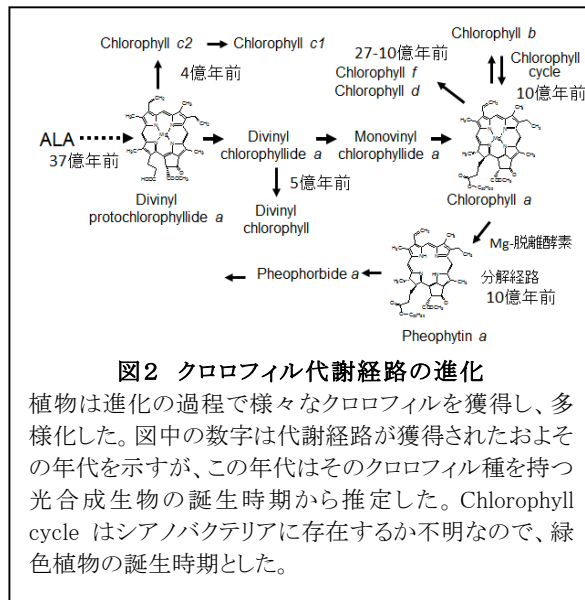 Chlorophyll b
Chlorophyll c2 → Chlorophyll c1
27-10億年前
Chlorophyll
cycle
4億年前
Chlorophyll f
Chlorophyll d
10億年前
ALA
37億年前
Divinyl
chlorophyllide a
Monovinyl
chlorophyllide a
Divinyl
protochlorophyllide a
5億年前
Divinyl
chlorophyll
Chlorophyll a
Mg-脱離酵素
分解経路
10億年前
Pheophorbide a
Pheophytin a
図2 クロロフィル代謝経路の進化
植物は進化の過程で様々なクロロフィルを獲得し、多
様化した。図中の数字は代謝経路が獲得されたおよそ
の年代を示すが、この年代はそのクロロフィル種を持つ
光合成生物の誕生時期から推定した。Chlorophyll
cycle はシアノバクテリアに存在するか不明なので、緑
色植物の誕生時期とした。